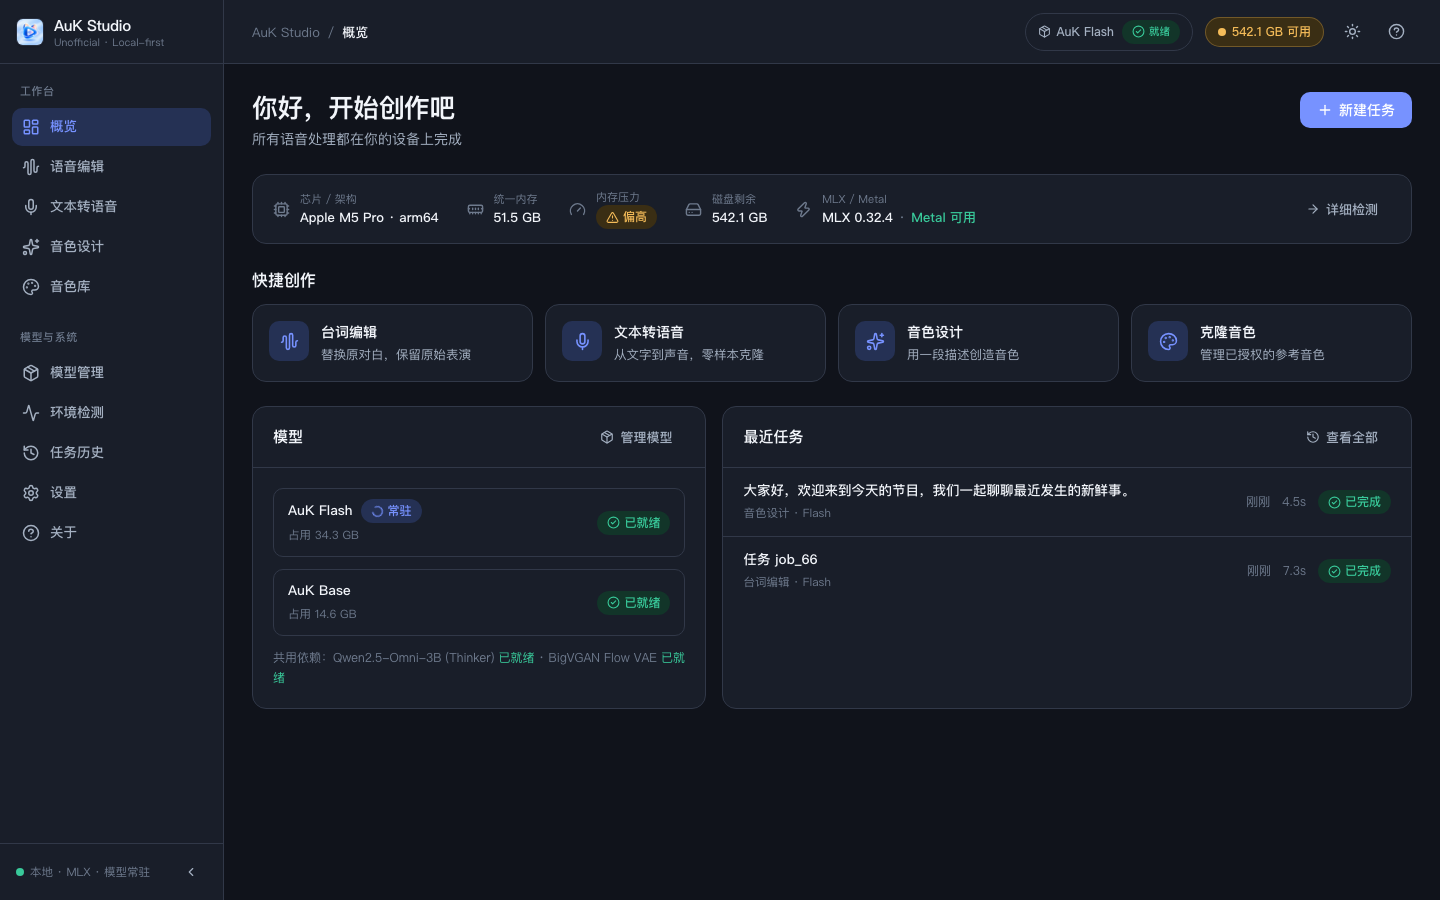 AuK Studio
Unofficial · Local-first
AuK Studio / 概览
AuK Flash 就绪
542.1 GB 可用
工作台
概览
语音编辑
文本转语音
音色设计
音色库
模型与系统
模型管理
环境检测
任务历史
设置
关于
本地 · MLX · 模型常驻
你好，开始创作吧
所有语音处理都在你的设备上完成
新建任务
芯片 / 架构
Apple M5 Pro · arm64
统一内存
51.5 GB
内存压力
偏高
磁盘剩余
542.1 GB
MLX / Metal
MLX 0.32.4 · Metal 可用
详细检测
快捷创作
台词编辑
替换原对白，保留原始表演
文本转语音
从文字到声音，零样本克隆
音色设计
用一段描述创造音色
克隆音色
管理已授权的参考音色
模型
管理模型
AuK Flash 常驻
占用 34.3 GB
已就绪
AuK Base
占用 14.6 GB
已就绪
共用依赖：Qwen2.5-Omni-3B (Thinker) 已就绪 · BigVGAN Flow VAE 已就
绪
最近任务
查看全部
大家好，欢迎来到今天的节目，我们一起聊聊最近发生的新鲜事。
音色设计 · Flash
刚刚 4.5s 已完成
任务 job_66
台词编辑 · Flash
刚刚 7.3s 已完成